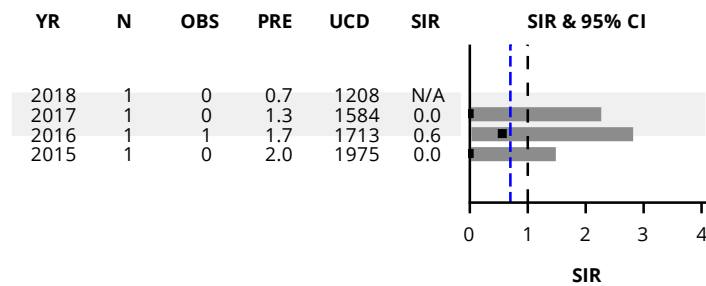 YR N OBS PRE UCD SIR SIR & 95% CI
2018 1 0 0.7 1208 N/A
2017 1 0 1.3 1584 0.0
2016 1 1 1.7 1713 0.6
2015 1 0 2.0 1975 0.0
0 1 2 3 4
SIR